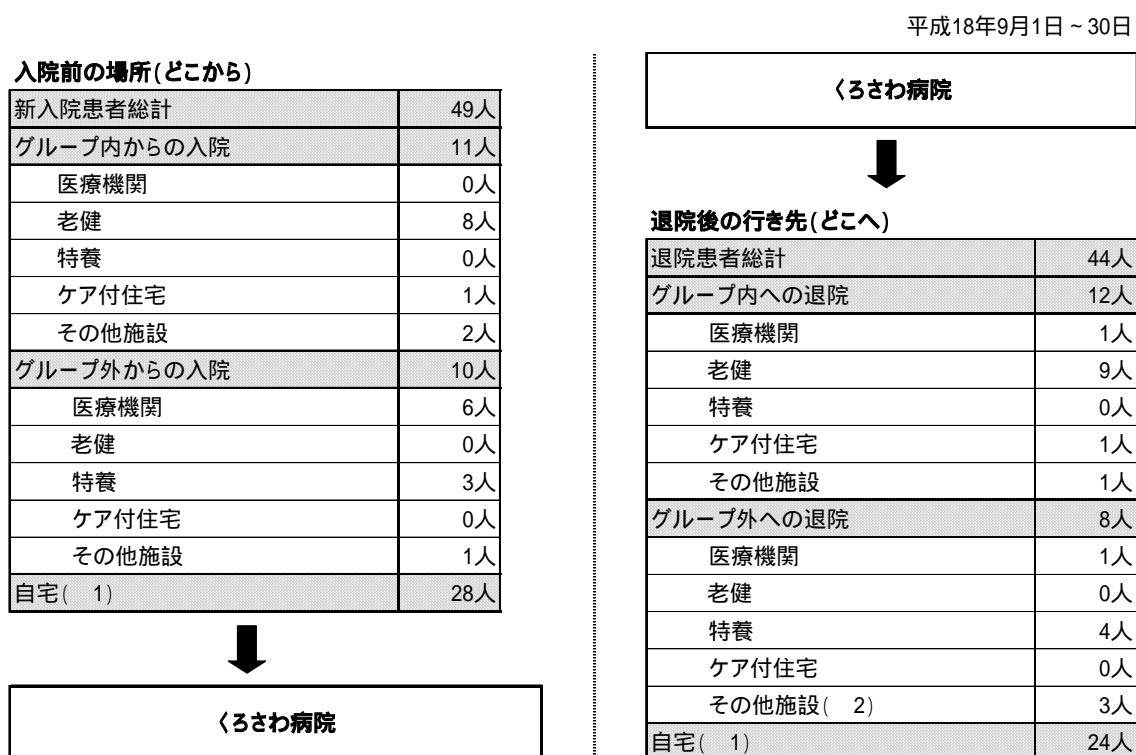 平成18年9月1日~30日
入院前の場所(どこから)
新入院患者総計 49人
グループ内からの入院 11人
医療機関 0人
老健 8人
特養 0人
ケア付住宅 1人
その他施設 2人
グループ外からの入院 10人
医療機関 6人
老健 0人
特養 3人
ケア付住宅 0人
その他施設 1人
自宅( 1) 28人
くろさわ病院
くろさわ病院
退院後の行き先(どこへ)
退院患者総計 44人
グループ内への退院 12人
医療機関 1人
老健 9人
特養 0人
ケア付住宅 1人
その他施設 1人
グループ外への退院 8人
医療機関 1人
老健 0人
特養 4人
ケア付住宅 0人
その他施設( 2) 3人
自宅( 1) 24人